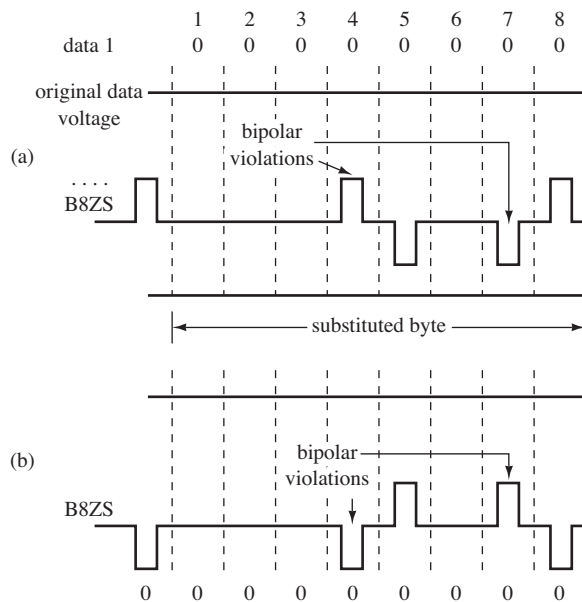 1 2 3 4 5 6 7 8
data 1 0 0 0 0 0 0 0 0
original data
voltage
bipolar
violations
(a)
. . . .
B8ZS
substituted byte
bipolar
violations
(b)
B8ZS
0 0 0 0 0 0 0 0 0